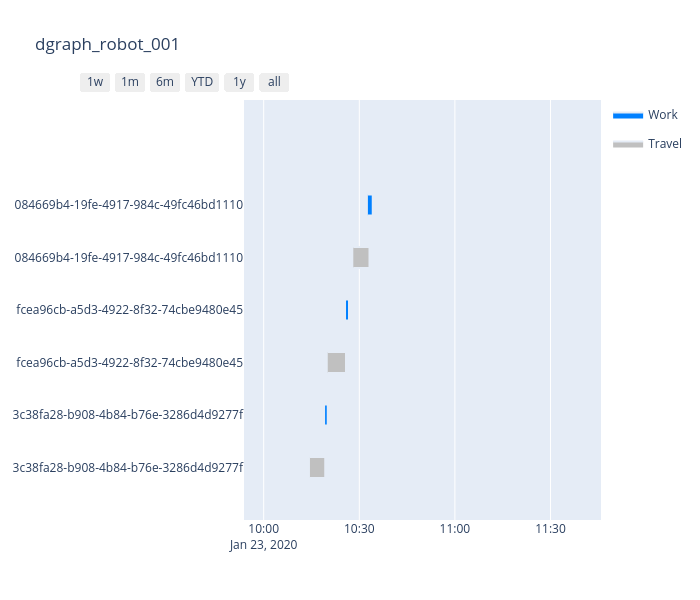 dgraph_robot_001
1w 1m 6m YTD 1y all
Work
Travel
084669b4-19fe-4917-984c-49fc46bd1110
084669b4-19fe-4917-984c-49fc46bd1110
fcea96cb-a5d3-4922-8f32-74cbe9480e45
fcea96cb-a5d3-4922-8f32-74cbe9480e45
3c38fa28-b908-4b84-b76e-3286d4d9277f
3c38fa28-b908-4b84-b76e-3286d4d9277f
10:00 10:30 11:00 11:30
Jan 23, 2020